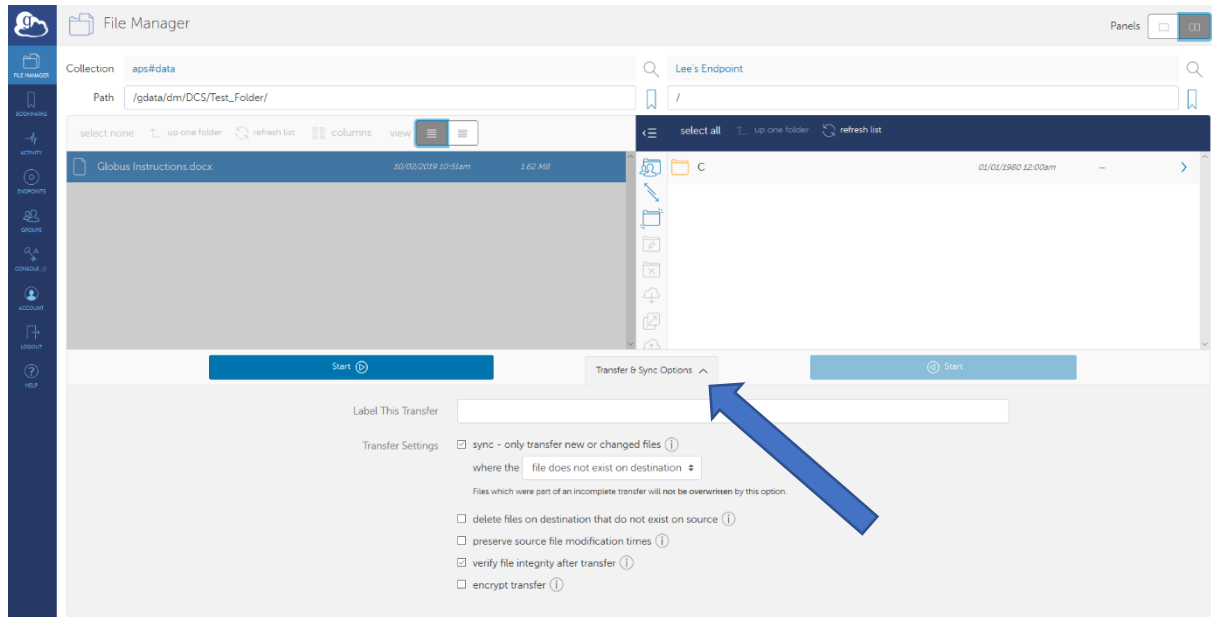 g
File Manager
Panels
FILE MANAGER
BOOKMARKS
ACTIVITY
ENDPOINTS
GROUPS
CONSOLE
ACCOUNT
LOGOUT
HELP
Collection aps#data
Path /gdata/dm/DCS/Test_Folder/
select none up one folder refresh list columns view
Globus Instructions.docx 10/02/2019 10:51am 1.62 MB
Lee's Endpoint
/
select all up one folder refresh list
C 01/01/1980 12:00am —
Start
Transfer & Sync Options
Start
Label This Transfer
Transfer Settings sync - only transfer new or changed files
where the file does not exist on destination
Files which were part of an incomplete transfer will not be overwritten by this option.
delete files on destination that do not exist on source
preserve source file modification times
verify file integrity after transfer
encrypt transfer